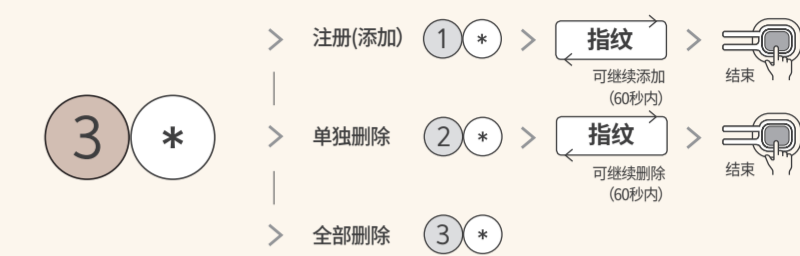 3 *
注册(添加) 1 * 指纹
可继续添加
(60秒内)
结束
单独删除 2 * 指纹
可继续删除
(60秒内)
结束
全部删除 3 *